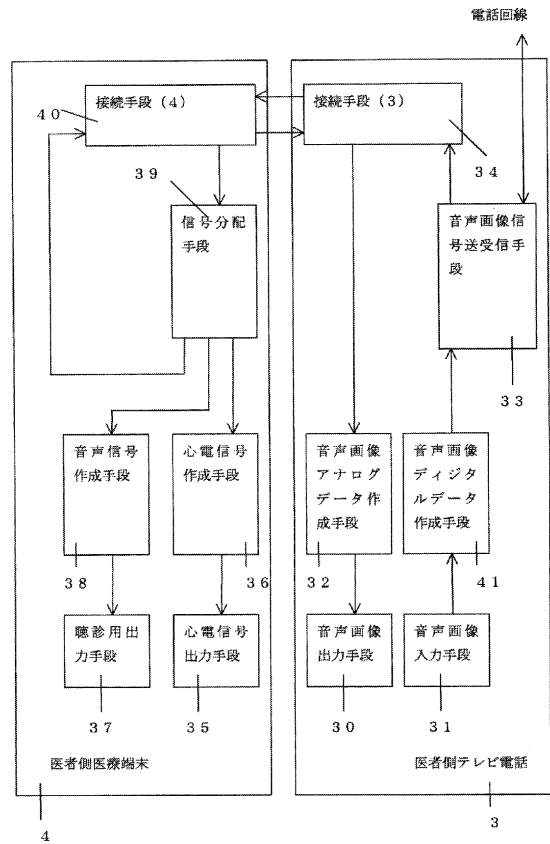 電話回線
接続手段（4）
接続手段（3）
４０
３９
３４
信号分配
手段
音声画像信
号送受信手
段
３３
音声信号
作成手段
心電信号
作成手段
音声画像
アナログ
データ作
成手段
音声画像
ディジタ
ルデータ
作成手段
３８
３６
３２
４１
聴診用出
力手段
心電信号
出力手段
音声画像
出力手段
音声画像
入力手段
３７
３５
３０
３１
医者側医療端末
医者側テレビ電話
４
３